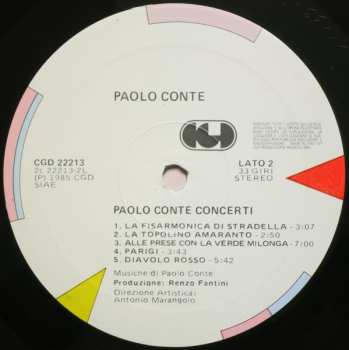 PAOLO CONTE
CGD 22213
2L 22213-2L
(P) 1985 CGD
SIAE
LATO 2
33 GIRI
STEREO
PAOLO CONTE CONCERTI
1. LA FISARMONICA DI STRADELLA - 3:07
2. LA TOPOLINO AMARANTO - 2:50
3. ALLE PRESE CON LA VERDE MILONGA - 7:00
4. PARIGI - 3:43
5. DIAVOLO ROSSO - 5:42
Musiche di Paolo Conte
Produzione: Renzo Fantini
Direzione Artistica:
Antonio Marangolo